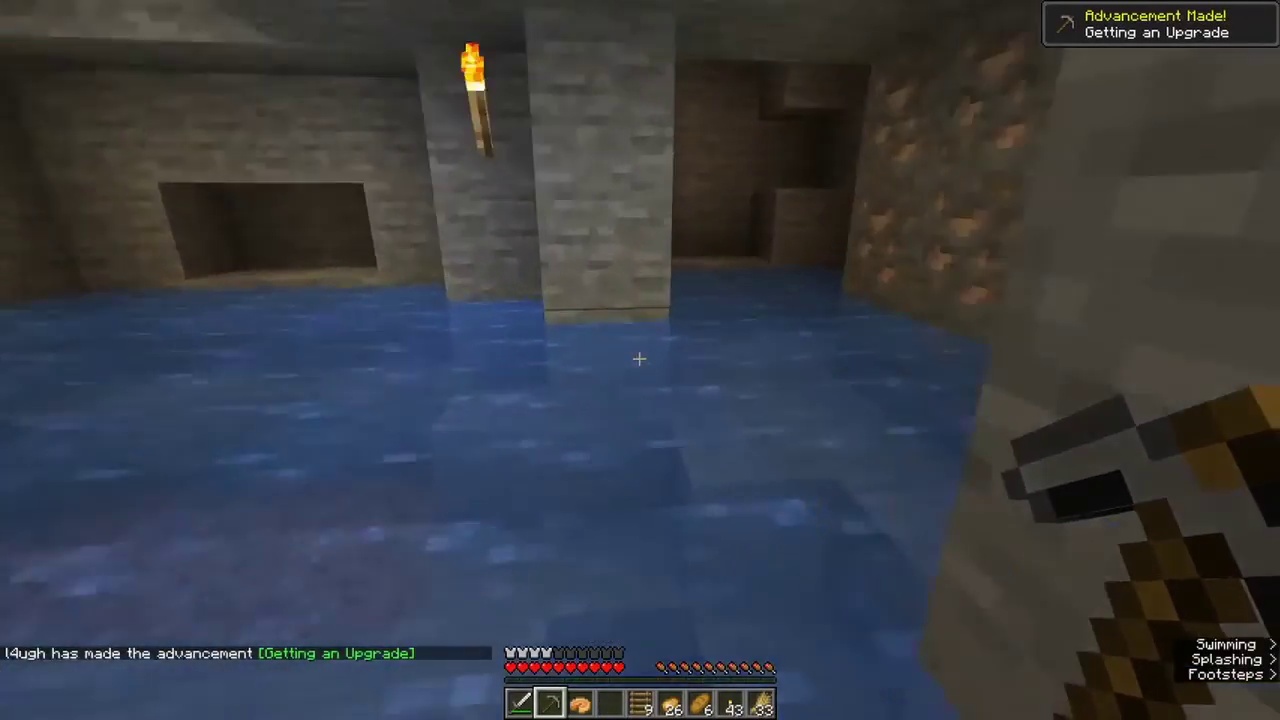 Advancement Made!
Getting an Upgrade
l4ugh has made the advancement [Getting an Upgrade]
Swimming >
Splashing >
Footsteps >
9 26 6 43 33